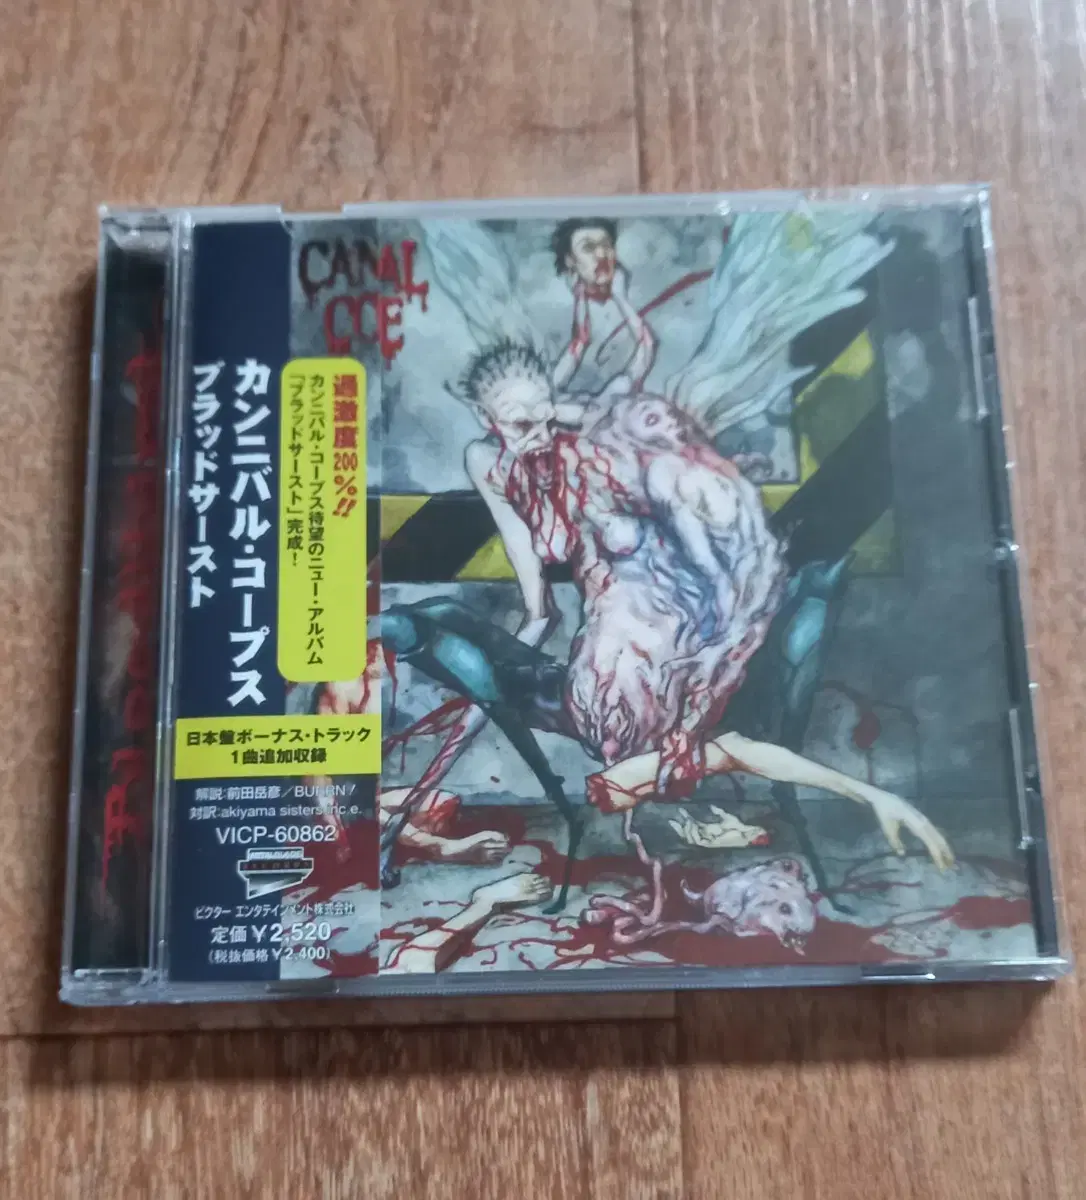 CANAL
CCE
カンニバル・コープス
ブラッドサースト
過激度200%!!
カンニバル・コープス待望のニュー・アルバム
「ブラッドサースト」完成!
日本盤ボーナス・トラック
1曲追加収録
解説:前田岳彦/BURRN!
対訳:akiyama sisters inc.e.
VICP-60862
METAL BLADE
RECORDS
ビクター エンタテインメント株式会社
定価¥2,520
(税抜価格¥2,400)